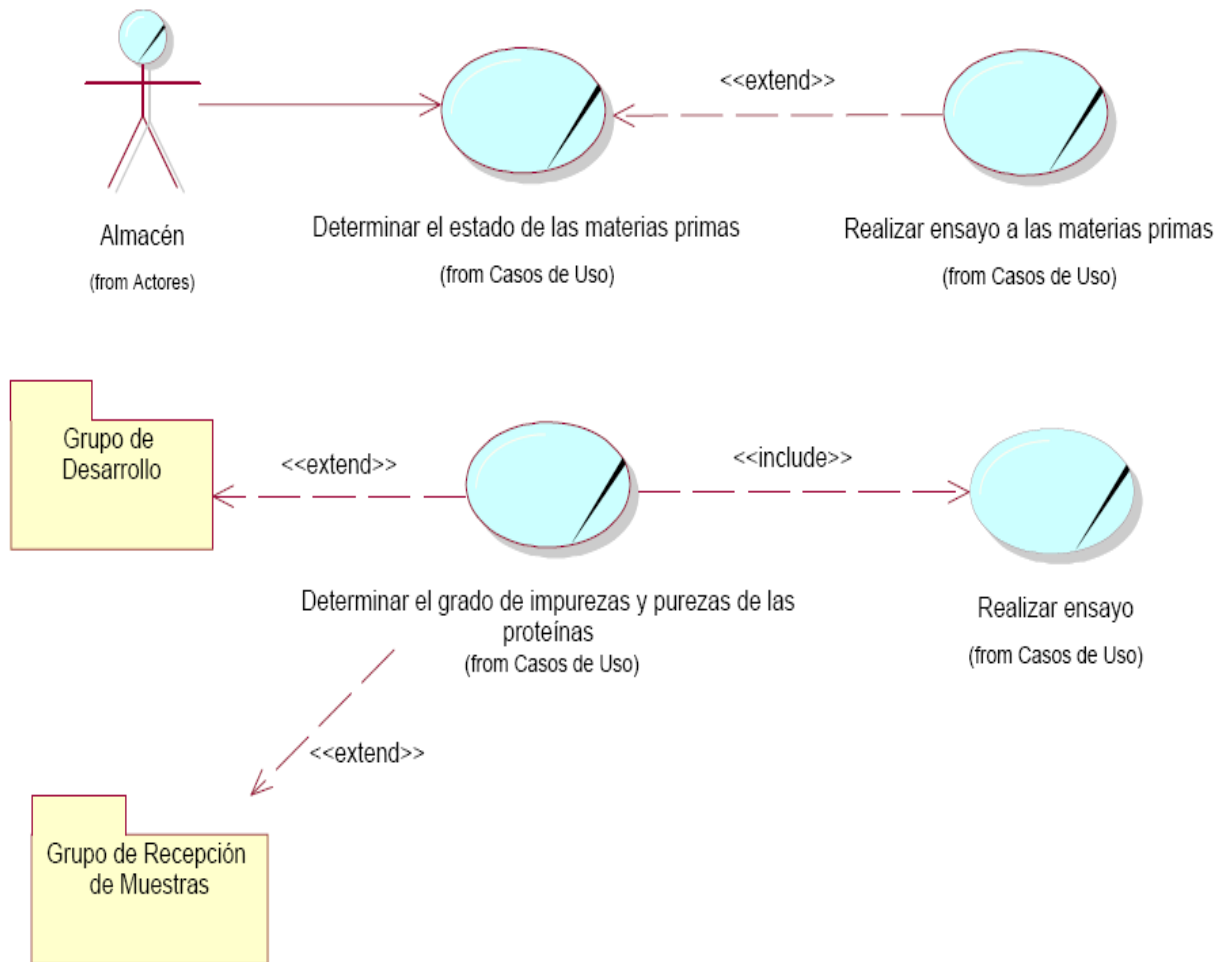 <<extend>>
Almacén
(from Actores)
Determinar el estado de las materias primas
(from Casos de Uso)
Realizar ensayo a las materias primas
(from Casos de Uso)
Grupo de
Desarrollo
<<extend>>
<<include>>
Determinar el grado de impurezas y purezas de las
proteínas
(from Casos de Uso)
Realizar ensayo
(from Casos de Uso)
<<extend>>
Grupo de Recepción
de Muestras